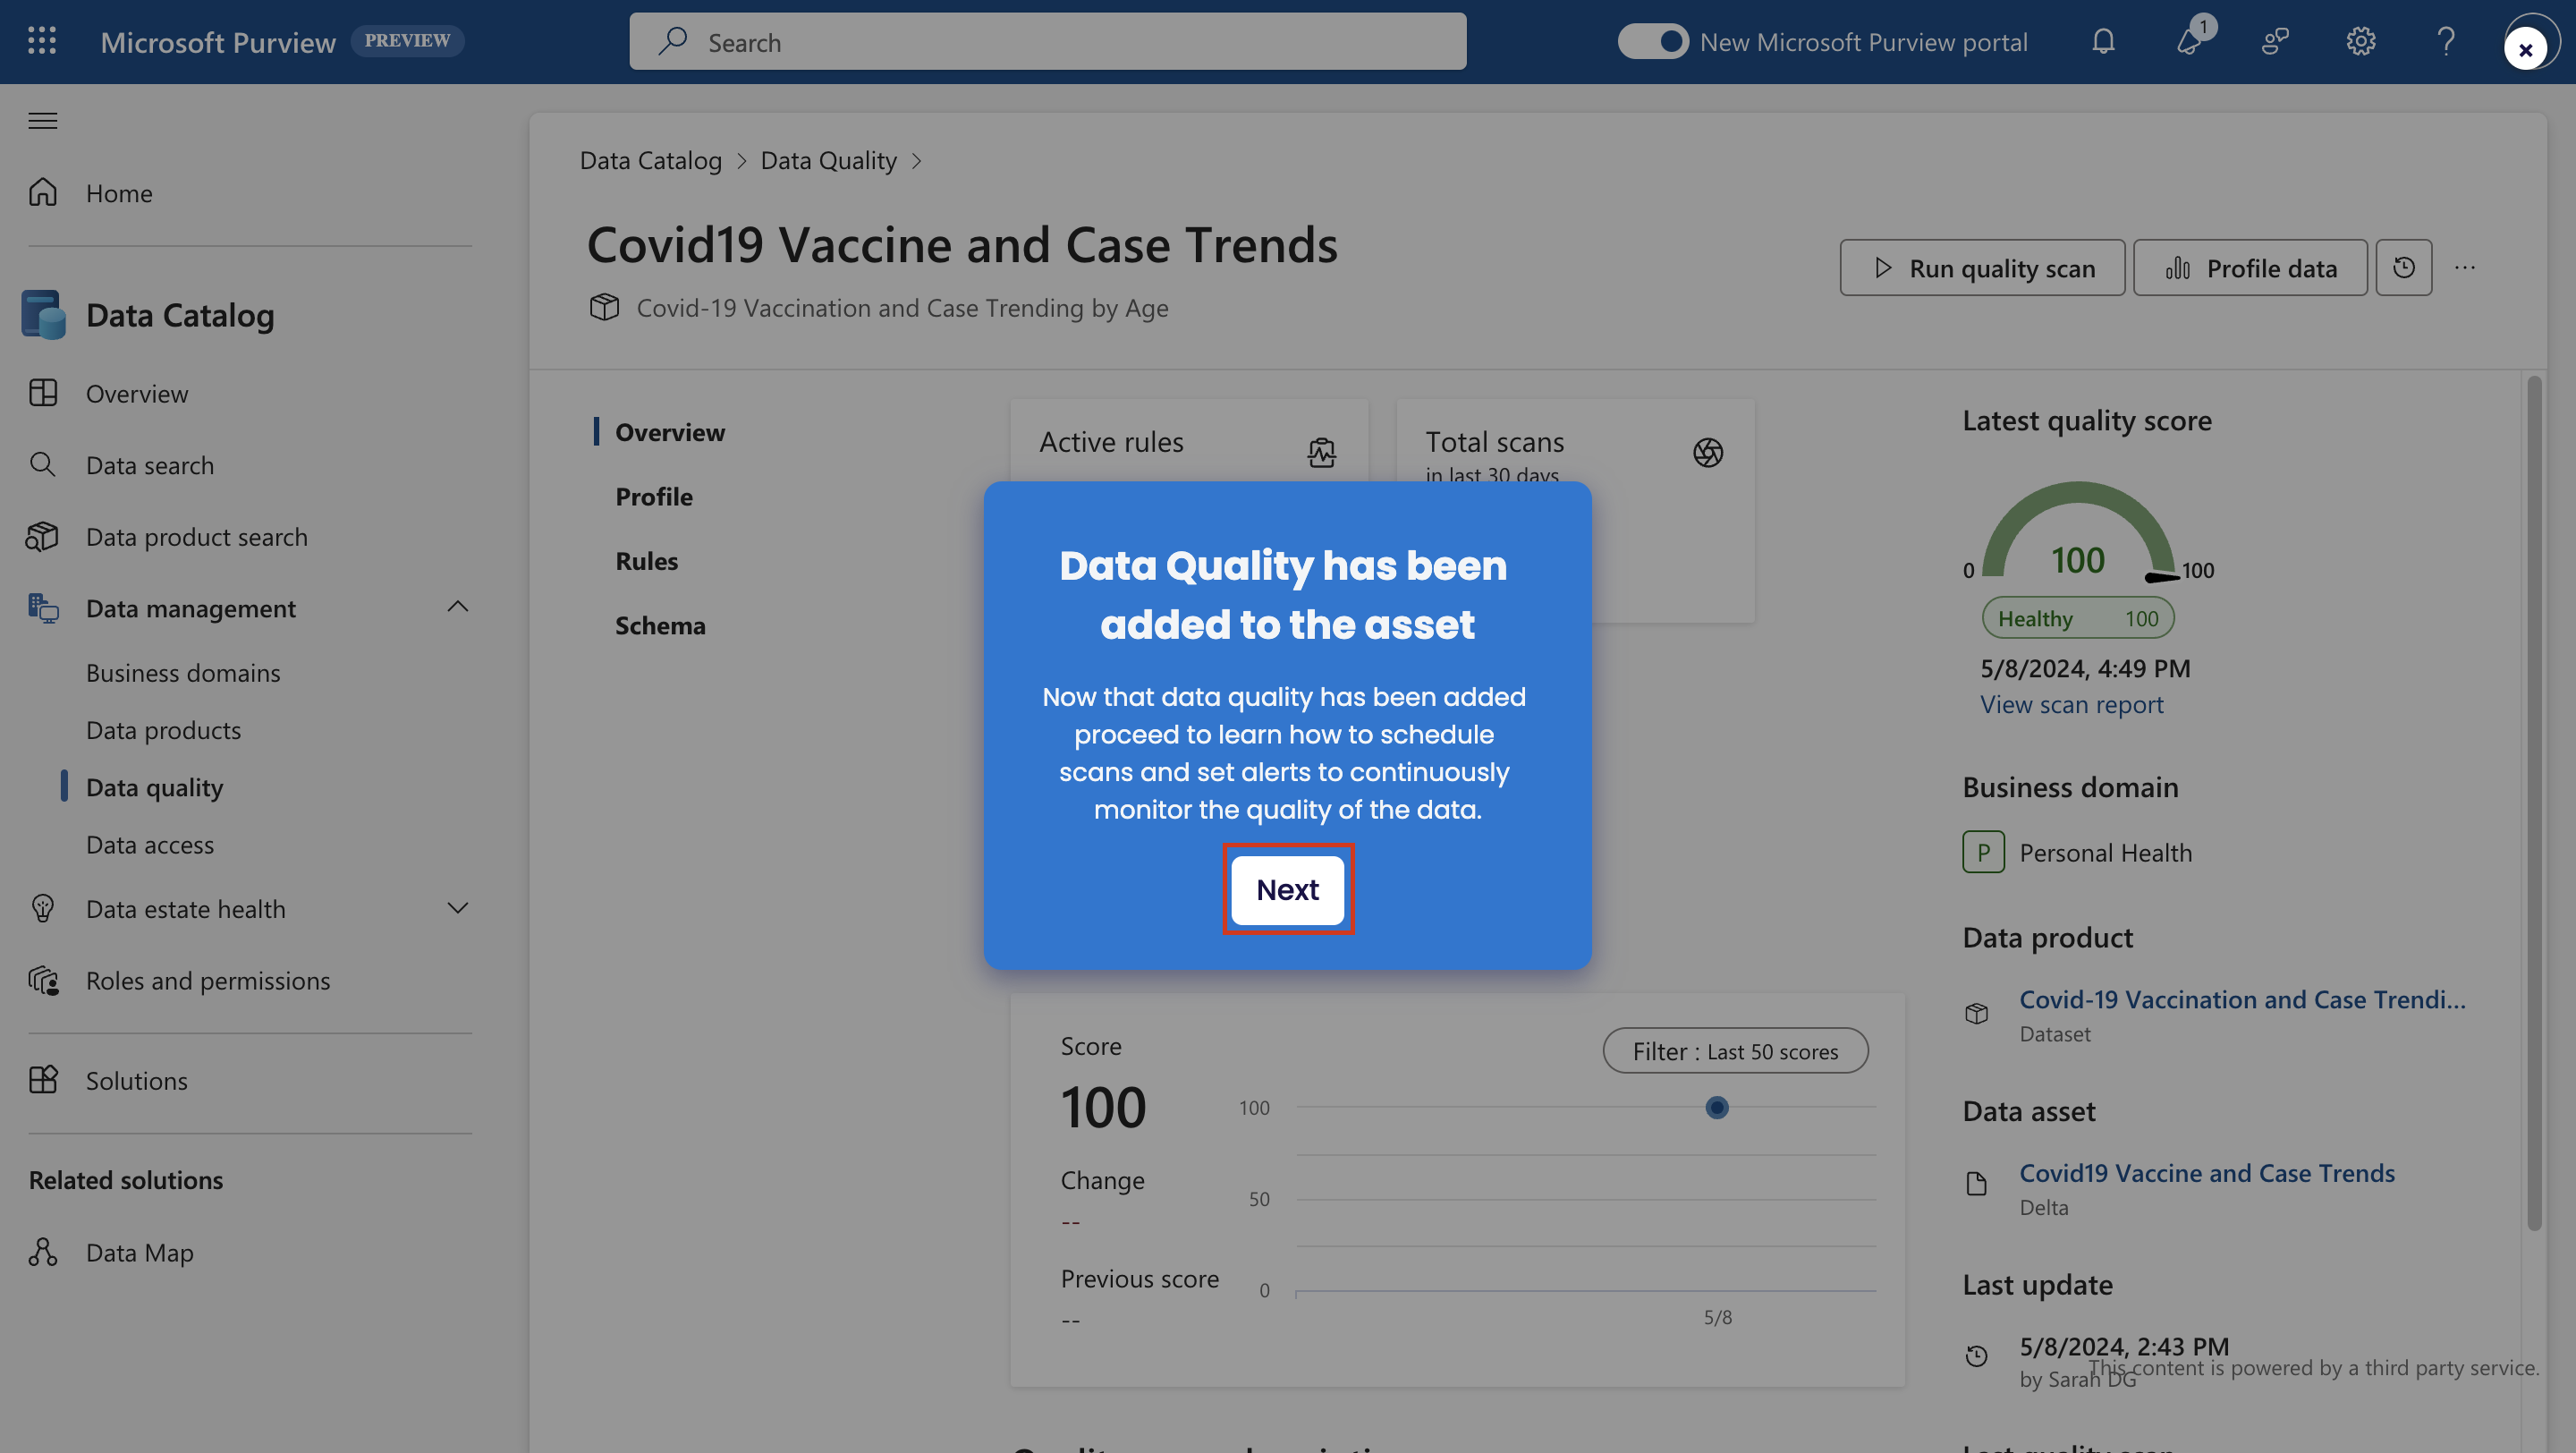 Microsoft Purview PREVIEW
Search
New Microsoft Purview portal
1
Home
Data Catalog
Overview
Data search
Data product search
Data management
Business domains
Data products
Data quality
Data access
Data estate health
Roles and permissions
Solutions
Related solutions
Data Map
Data Catalog > Data Quality >
Covid19 Vaccine and Case Trends
Covid-19 Vaccination and Case Trending by Age
Run quality scan
Profile data
Overview
Profile
Rules
Schema
Active rules
Total scans
in last 30 days
Data Quality has been
added to the asset
Now that data quality has been added
proceed to learn how to schedule
scans and set alerts to continuously
monitor the quality of the data.
Next
Score
100
Change
--
Previous score
--
Filter : Last 50 scores
100
50
0
5/8
Latest quality score
0
100
100
Healthy 100
5/8/2024, 4:49 PM
View scan report
Business domain
P Personal Health
Data product
Covid-19 Vaccination and Case Trendi...
Dataset
Data asset
Covid19 Vaccine and Case Trends
Delta
Last update
5/8/2024, 2:43 PM
This content is powered by a third party service.
by Sarah DG